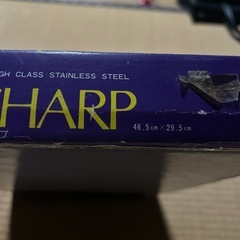 GH CLASS STAINLESS STEEL
HARP
46.5cm×29.5cm